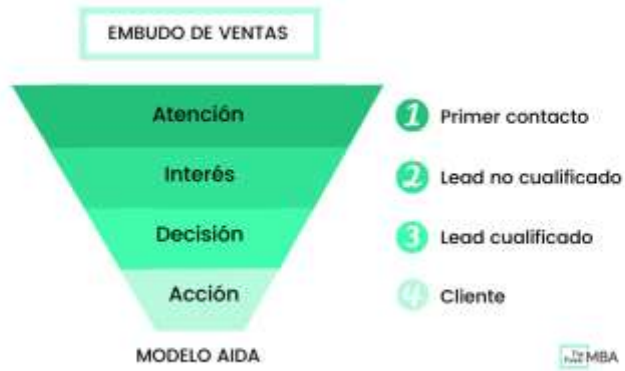 EMBUDO DE VENTAS
Atención
1 Primer contacto
Interés
2 Lead no cualificado
Decisión
3 Lead cualificado
Acción
4 Cliente
MODELO AIDA
MBA